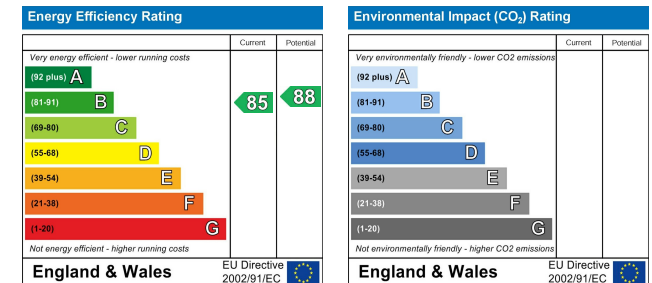 Energy Efficiency Rating
Current Potential
Very energy efficient - lower running costs
(92 plus) A
(81-91) B
(69-80) C
(55-68) D
(39-54) E
(21-38) F
(1-20) G
85
88
Not energy efficient - higher running costs
England & Wales
EU Directive
2002/91/EC
Environmental Impact (CO₂) Rating
Current Potential
Very environmentally friendly - lower CO2 emissions
(92 plus) A
(81-91) B
(69-80) C
(55-68) D
(39-54) E
(21-38) F
(1-20) G
Not environmentally friendly - higher CO2 emissions
England & Wales
EU Directive
2002/91/EC